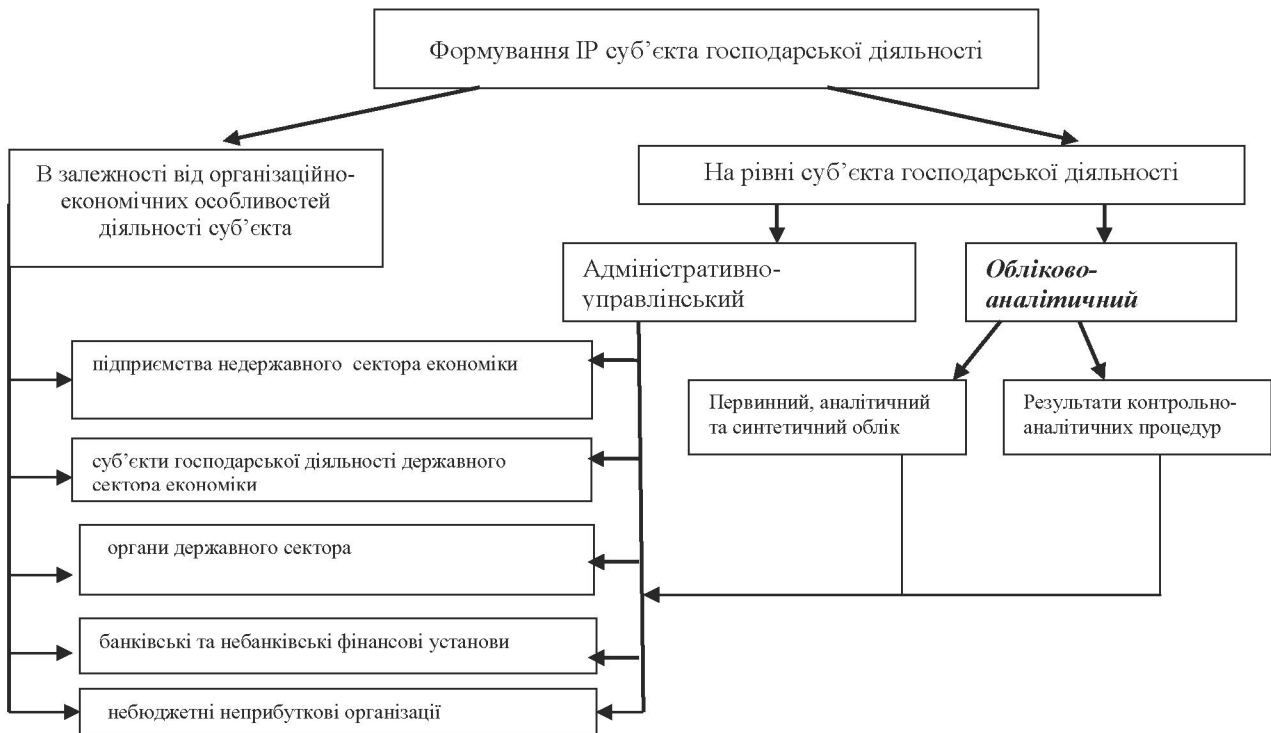 Формування ІР суб’єкта господарської діяльності
В залежності від організаційно-
економічних особливостей
діяльності суб’єкта
На рівні суб’єкта господарської діяльності
Адміністративно-
управлінський
Обліково-
аналітичний
підприємства недержавного сектора економіки
Первинний, аналітичний
та синтетичний облік
Результати контрольно-
аналітичних процедур
суб’єкти господарської діяльності державного
сектора економіки
органи державного сектора
банківські та небанківські фінансові установи
небюджетні неприбуткові організації